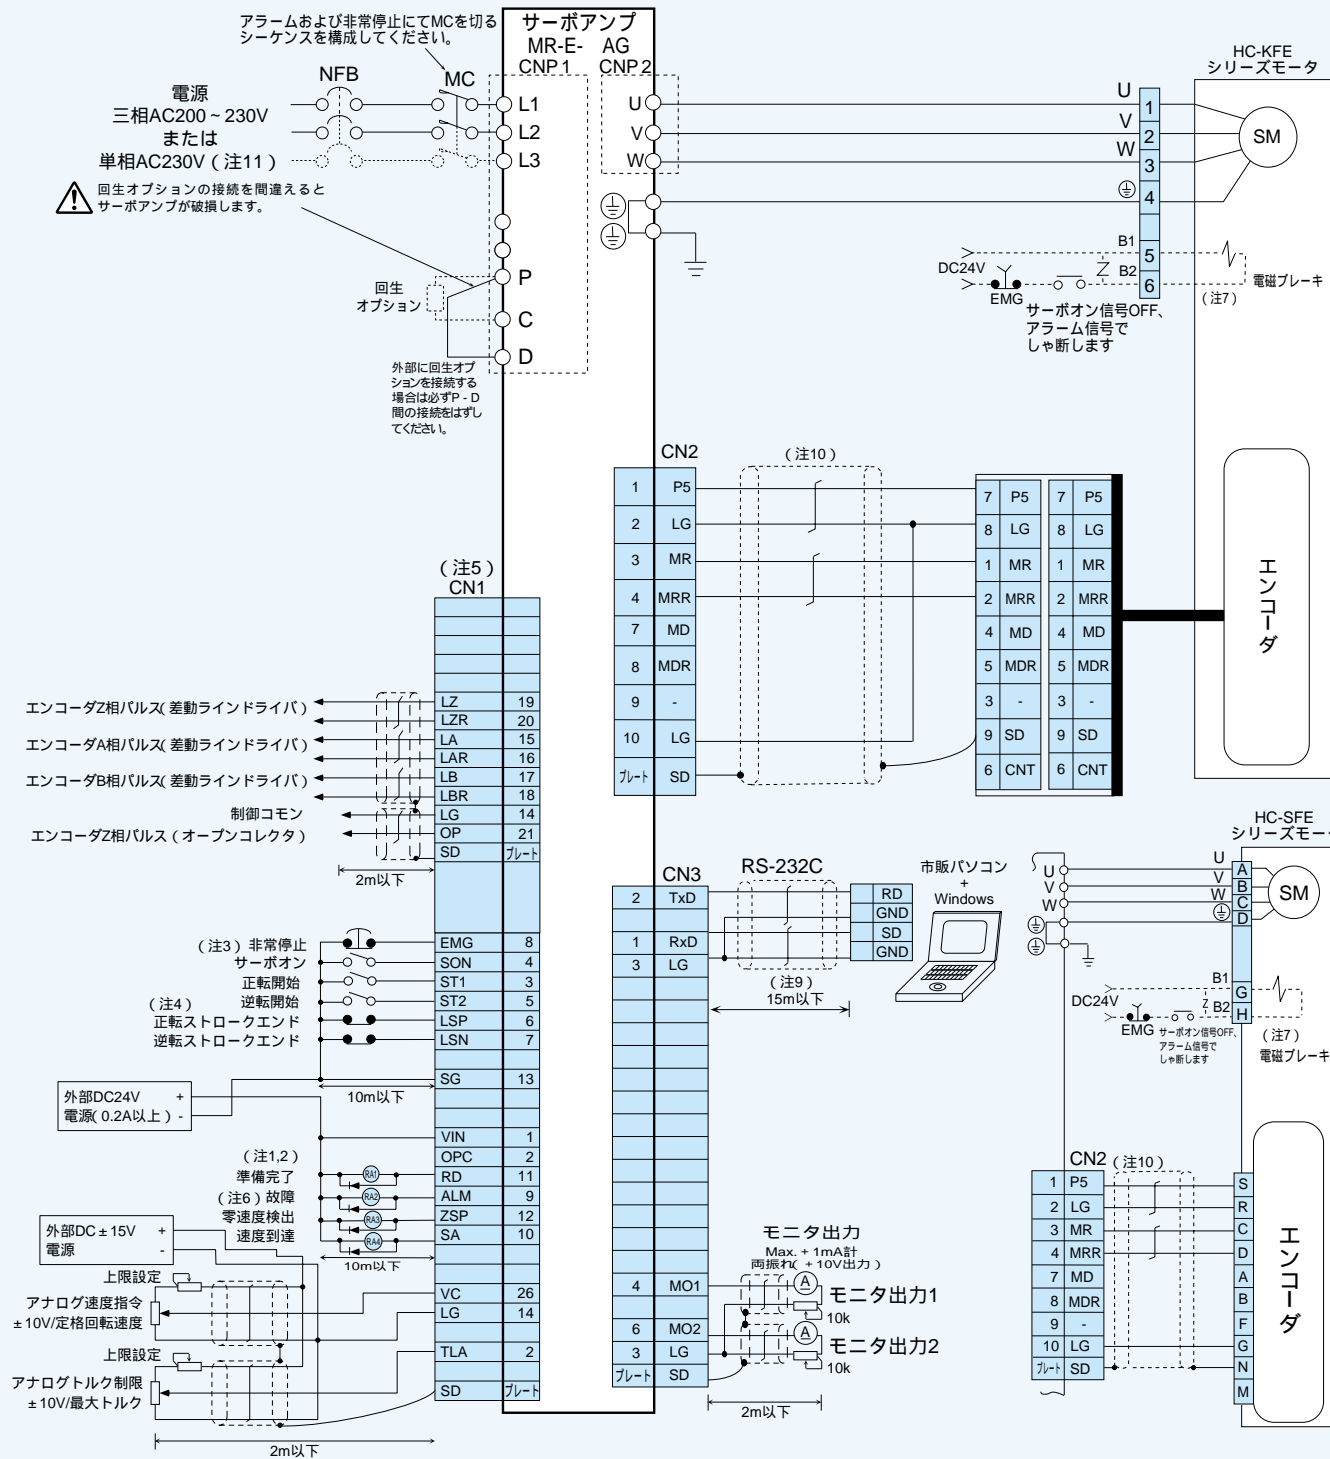 アラームおよび非常停止にてMCを切る
シーケンスを構成してください。
サーボアンプ
MR-E- AG
CNP1 CNP2
NFB
MC
電源
三相AC200~230V
または
単相AC230V(注11)
L1
L2
L3
回生オプションの接続を間違えると
サーボアンプが破損します。
P
C
D
回生
オプション
外部に回生オプ
ションを接続する
場合は必ずP-D
間の接続をはずし
てください。
U
V
W
U
V
W
1
2
3
4
5
6
HC-KFE
シリーズモータ
SM
B1
B2
Z
DC24V
EMG
(注7)
電磁ブレーキ
サーボオン信号OFF、
アラーム信号で
しゃ断します
CN2
(注10)
1 P5
2 LG
3 MR
4 MRR
7 MD
8 MDR
9 -
10 LG
プレート SD
7 P5 7 P5
8 LG 8 LG
1 MR 1 MR
2 MRR 2 MRR
4 MD 4 MD
5 MDR 5 MDR
3 - 3 -
9 SD 9 SD
6 CNT 6 CNT
エンコーダ
(注5)
CN1
エンコーダZ相パルス(差動ラインドライバ)
エンコーダA相パルス(差動ラインドライバ)
エンコーダB相パルス(差動ラインドライバ)
制御コモン
エンコーダZ相パルス(オープンコレクタ)
LZ 19
LZR 20
LA 15
LAR 16
LB 17
LBR 18
LG 14
OP 21
SD プレート
2m以下
(注3)非常停止
サーボオン
正転開始
(注4) 逆転開始
正転ストロークエンド
逆転ストロークエンド
EMG 8
SON 4
ST1 3
ST2 5
LSP 6
LSN 7
SG 13
10m以下
外部DC24V +
電源(0.2A以上) -
VIN 1
OPC 2
RD 11
ALM 9
ZSP 12
SA 10
(注1,2)
準備完了
(注6)故障
零速度検出
速度到達
RA1
RA2
RA3
RA4
10m以下
外部DC±15V +
電源 -
上限設定
アナログ速度指令
±10V/定格回転速度
上限設定
アナログトルク制限
±10V/最大トルク
VC 26
LG 14
TLA 2
SD プレート
2m以下
CN3
RS-232C
2 TxD
1 RxD
3 LG
RD
GND
SD
GND
(注9)
15m以下
市販パソコン
+
Windows
モニタ出力
Max.+1mA計
両振れ(+10V出力)
4 MO1
6 MO2
3 LG
プレート SD
A
モニタ出力1
10k
A
モニタ出力2
10k
2m以下
HC-SFE
シリーズモータ
U
V
W
U
V
W
A
B
C
D
G
H
SM
B1
B2
Z
DC24V
EMG
サーボオン信号OFF、
アラーム信号で
しゃ断します
(注7)
電磁ブレーキ
CN2 (注10)
1 P5
2 LG
3 MR
4 MRR
7 MD
8 MDR
9 -
10 LG
プレート SD
S
R
C
D
A
B
F
G
N
M
エンコーダ